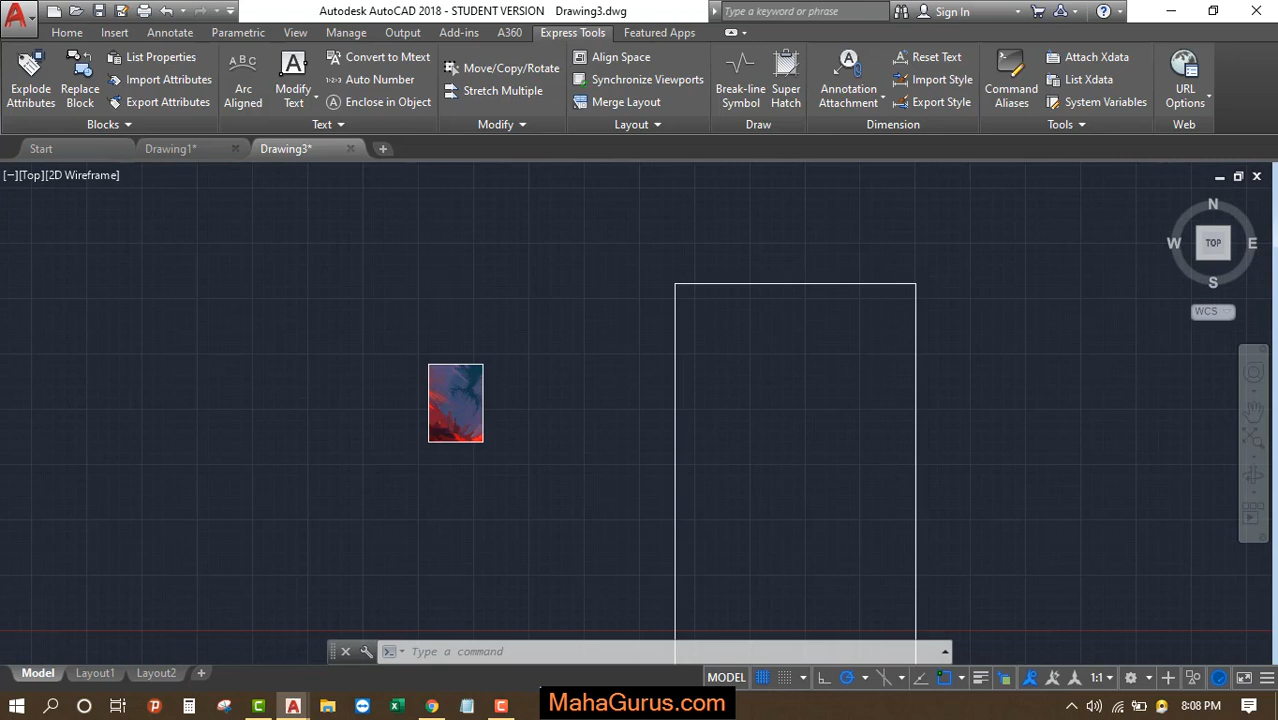 Autodesk AutoCAD 2018 - STUDENT VERSION Drawing3.dwg
Type a keyword or phrase
Sign In
Home Insert Annotate Parametric View Manage Output Add-ins A360 Express Tools Featured Apps
Explode Attributes
Replace Block
List Properties
Import Attributes
Export Attributes
Blocks
Arc Aligned
Modify Text
Convert to Mtext
Auto Number
Enclose in Object
Text
Move/Copy/Rotate
Stretch Multiple
Modify
Align Space
Synchronize Viewports
Merge Layout
Layout
Break-line Symbol
Super Hatch
Draw
Annotation Attachment
Reset Text
Import Style
Export Style
Dimension
Command Aliases
Attach Xdata
List Xdata
System Variables
Tools
URL Options
Web
Start Drawing1* Drawing3*
[−][Top][2D Wireframe]
N
W TOP E
S
WCS
Type a command
Model Layout1 Layout2
MODEL 1:1
MahaGurus.com
8:08 PM